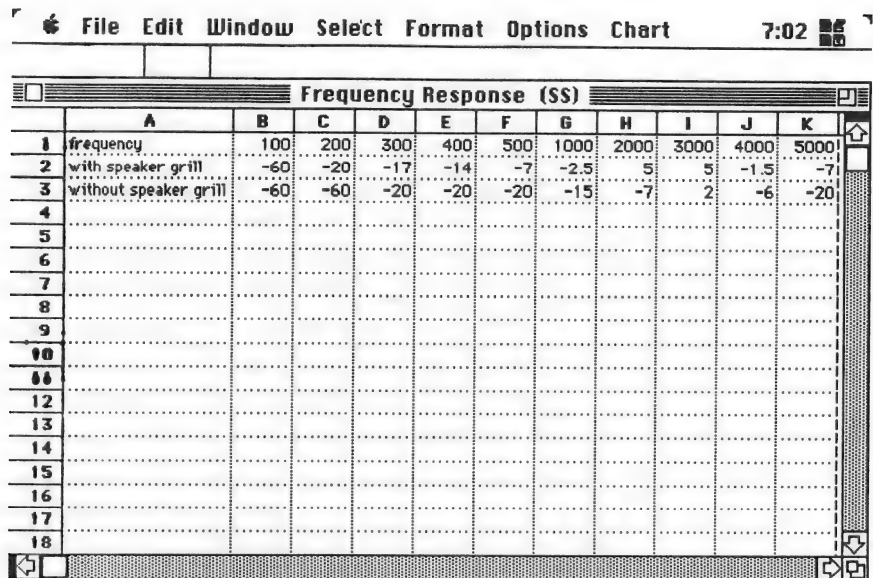 File Edit Window Select Format Options Chart 7:02
Frequency Response (SS)
A B C D E F G H I J K
1 frequency 100 200 300 400 500 1000 2000 3000 4000 5000
2 with speaker grill -60 -20 -17 -14 -7 -2.5 5 5 -1.5 -7
3 without speaker grill -60 -60 -20 -20 -20 -15 -7 2 -6 -20
4
5
6
7
8
9
10
11
12
13
14
15
16
17
18